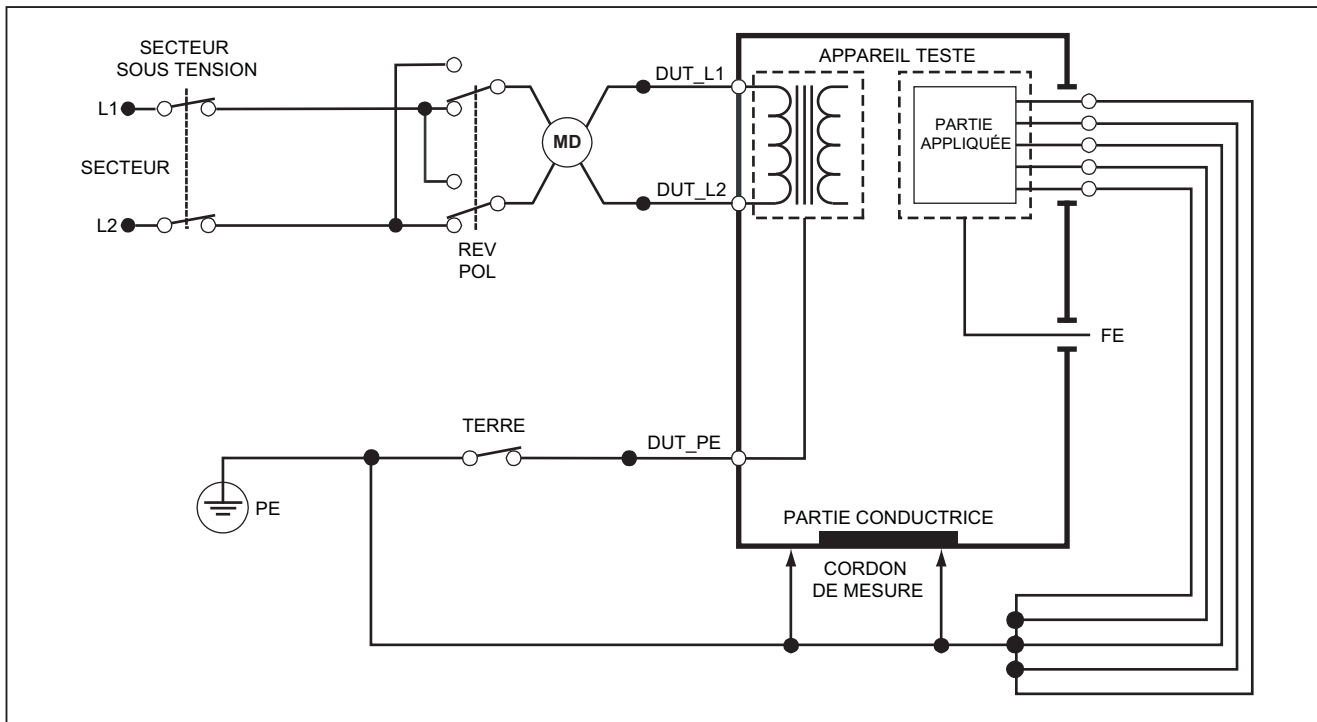 SECTEUR
SOUS TENSION
L1
SECTEUR
L2
REV
POL
MD
DUT_L1
DUT_L2
APPAREIL TESTE
PARTIE
APPLIQUÉE
FE
TERRE
DUT_PE
PE
PARTIE CONDUCTRICE
CORDON
DE MESURE